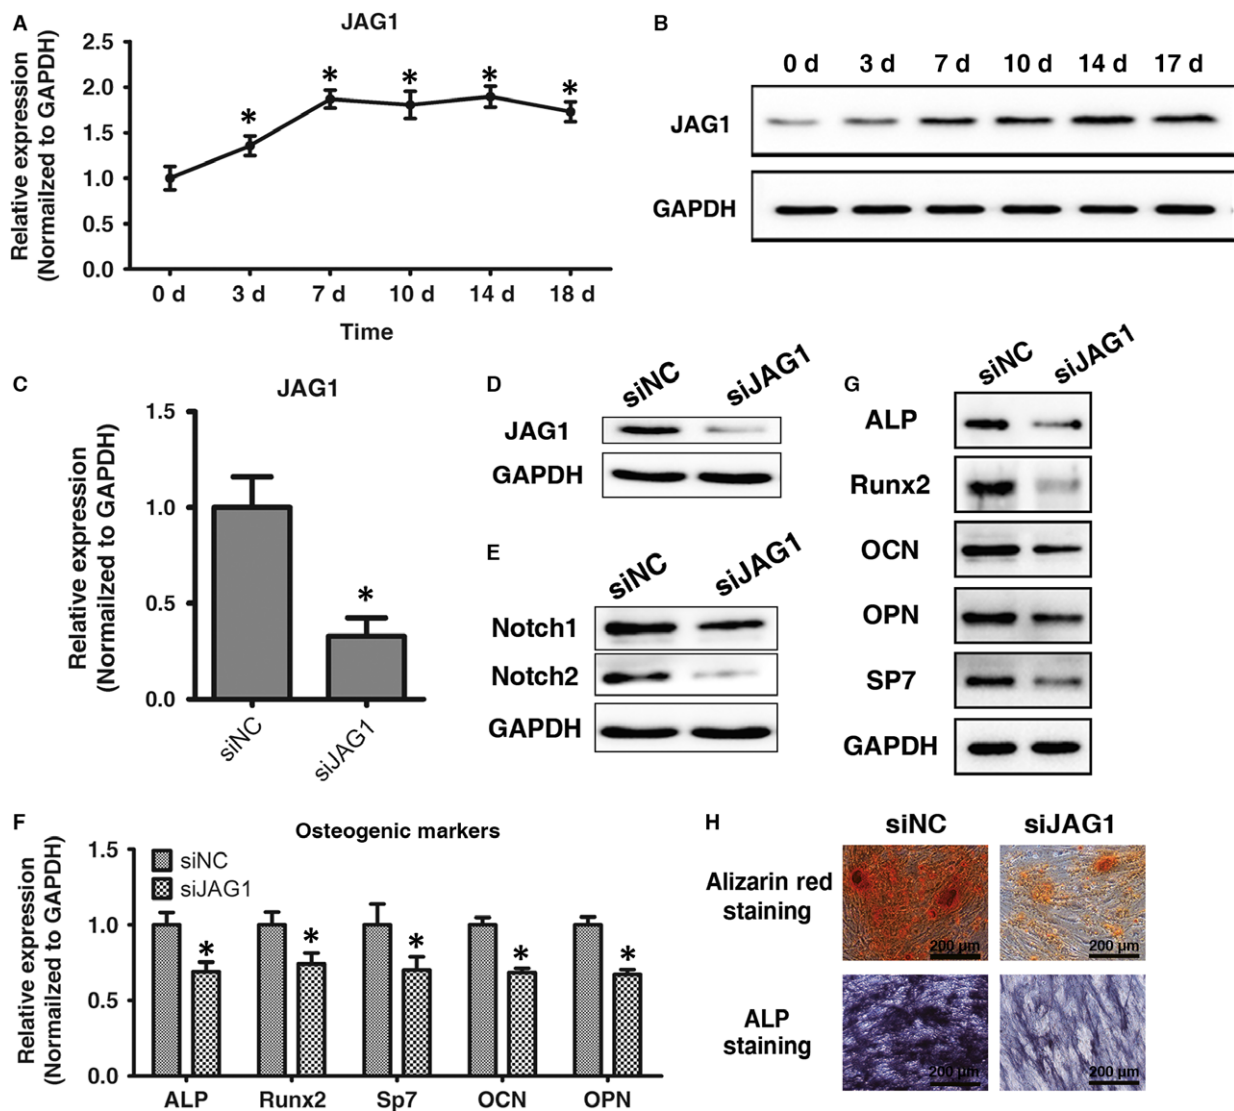 A
JAG1
Relative expression
(Normailzed to GAPDH)
2.5
2.0
1.5
1.0
0.5
0.0
0 d 3 d 7 d 10 d 14 d 18 d
* * * * *
Time
B
0 d 3 d 7 d 10 d 14 d 17 d
JAG1
GAPDH
C
JAG1
Relative expression
(Normailzed to GAPDH)
1.5
1.0
0.5
0.0
*
siNC
siJAG1
D
siNC siJAG1
JAG1
GAPDH
E
siNC siJAG1
Notch1
Notch2
GAPDH
G
siNC siJAG1
ALP
Runx2
OCN
OPN
SP7
GAPDH
F
Osteogenic markers
Relative expression
(Normailzed to GAPDH)
1.5
1.0
0.5
0.0
siNC
siJAG1
* * * * *
ALP Runx2 Sp7 OCN OPN
H
siNC siJAG1
Alizarin red
staining
200 µm 200 µm
ALP
staining
200 µm 200 µm